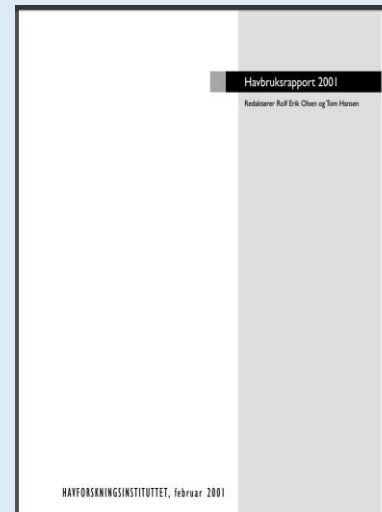 Havbruksrapport 2001
Redaktører Rolf Erik Olsen og Tom Hansen
HAVFORSKNINGSINSTITUTTET, februar 2001